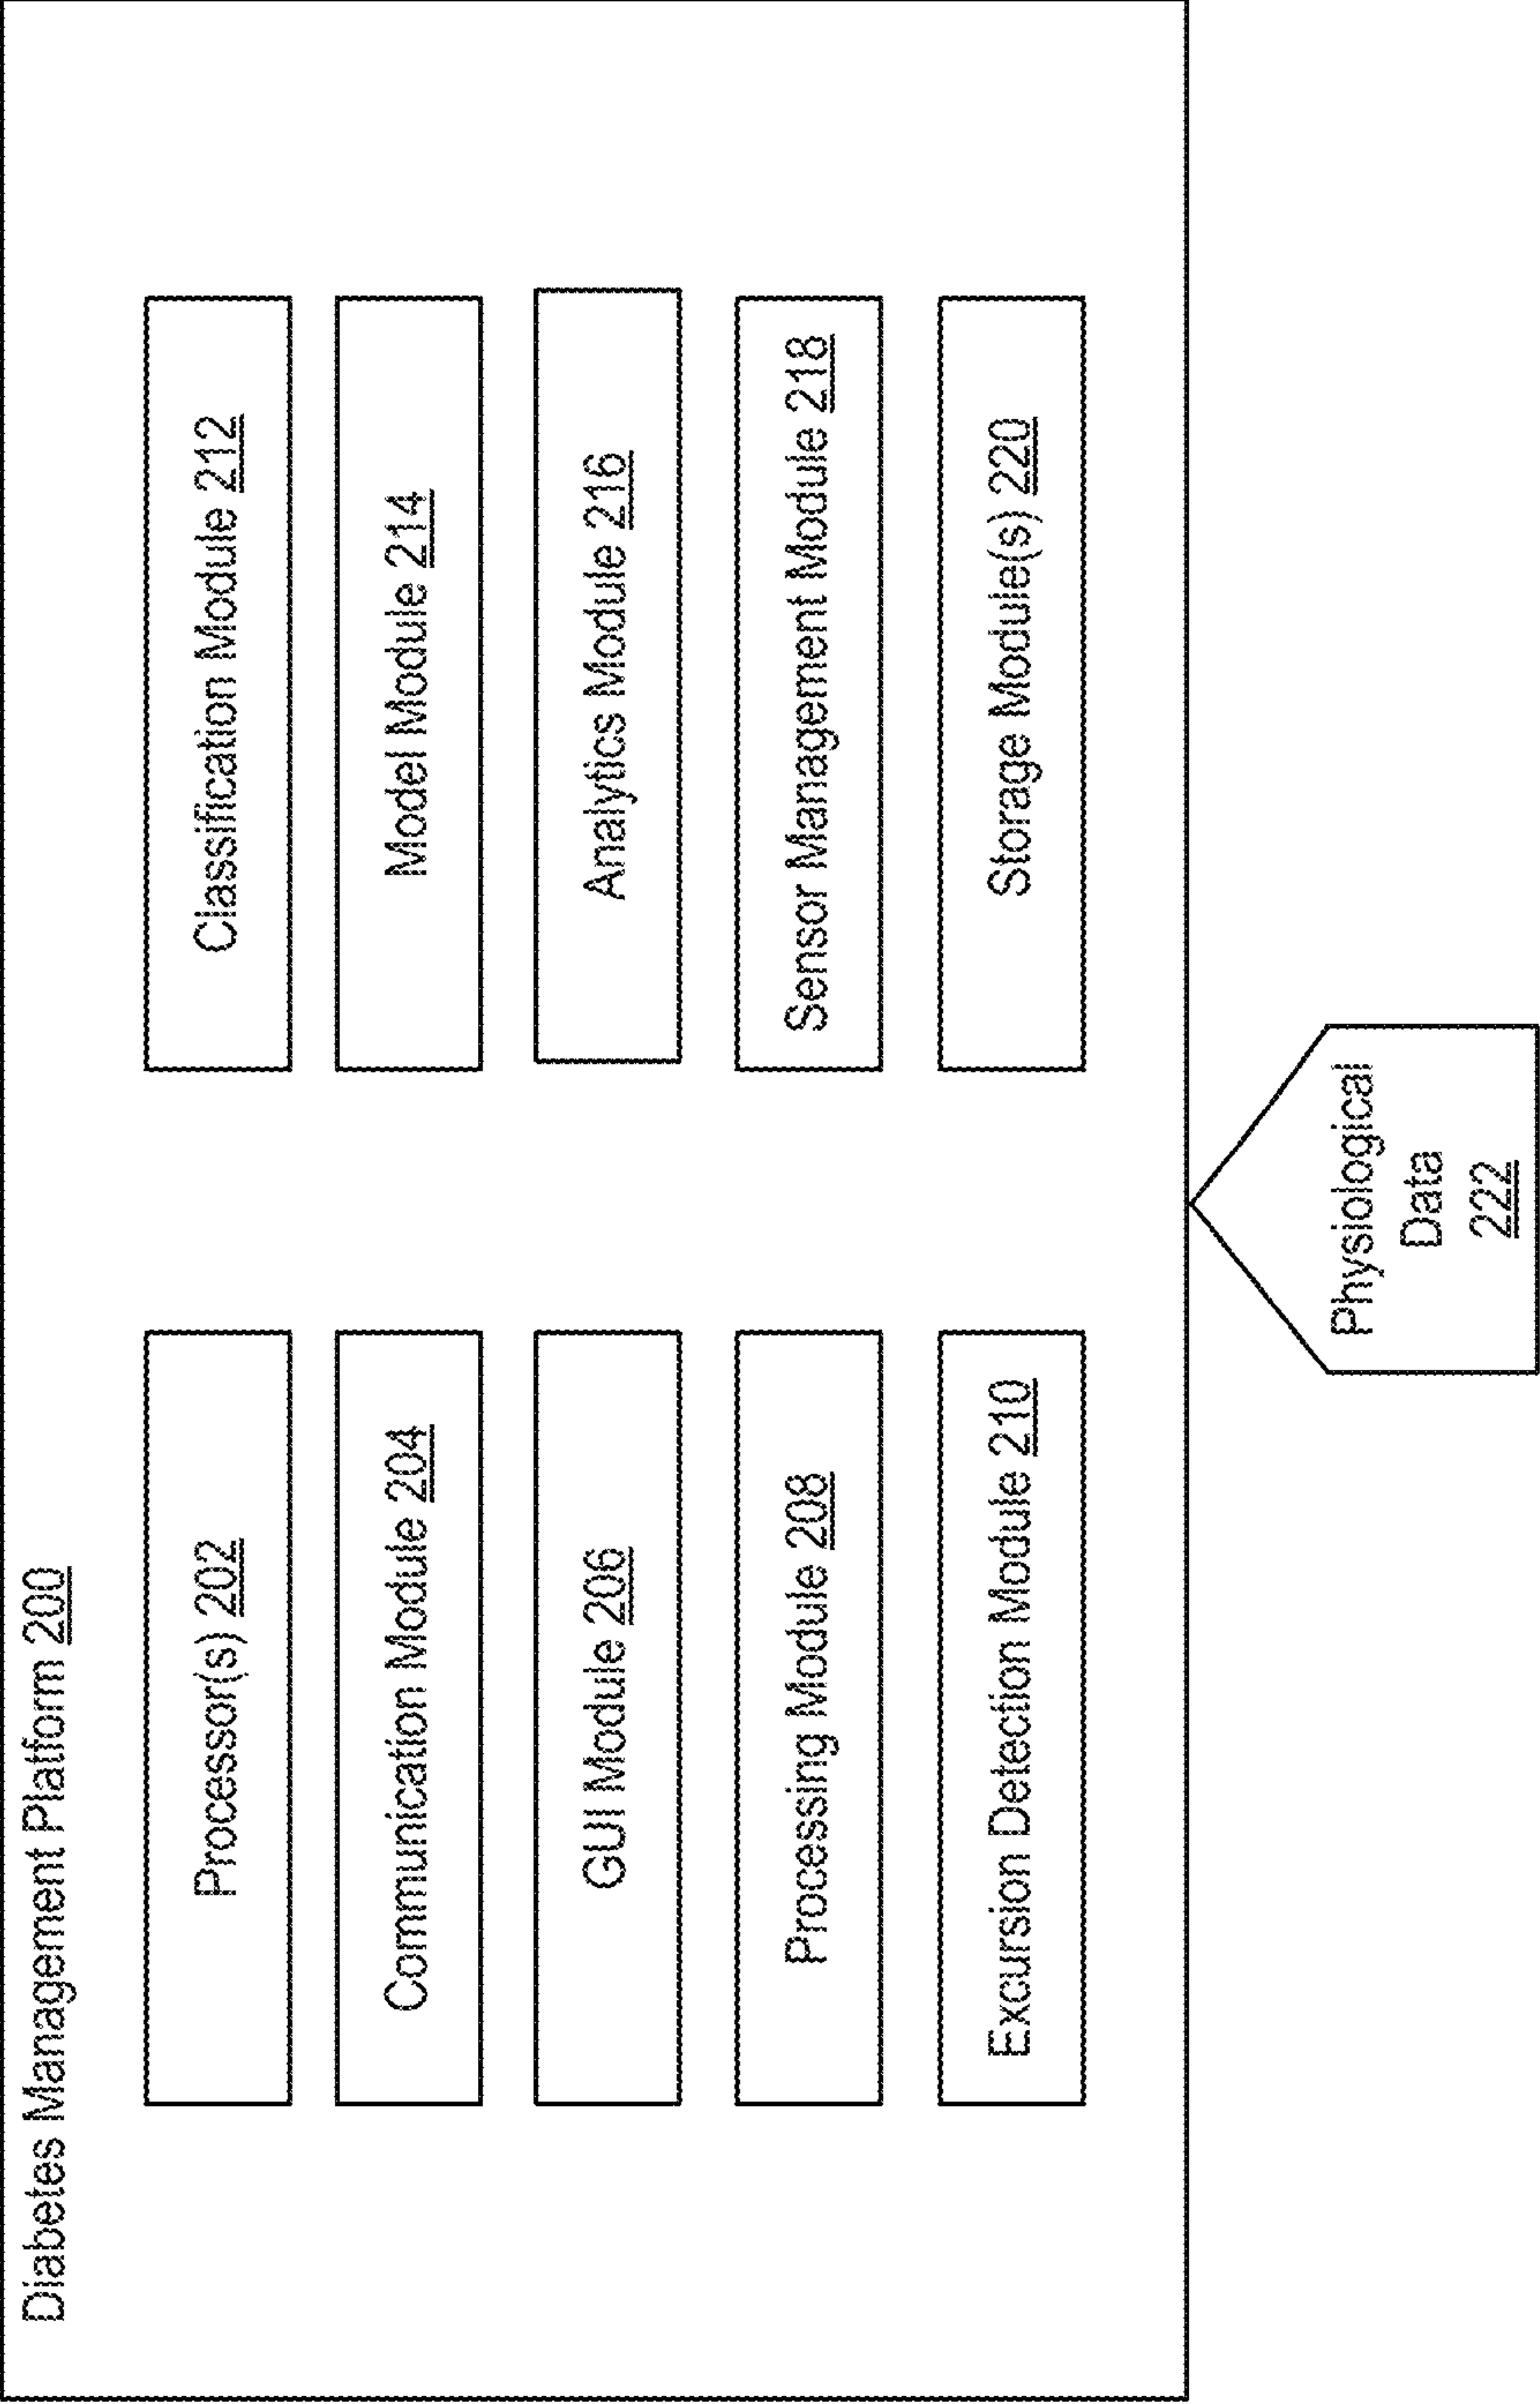 Diabetes Management Platform 200
Processor(s) 202
Communication Module 204
GUI Module 206
Processing Module 208
Excursion Detection Module 210
Classification Module 212
Model Module 214
Analytics Module 216
Sensor Management Module 218
Storage Module(s) 220
Physiological
Data
222